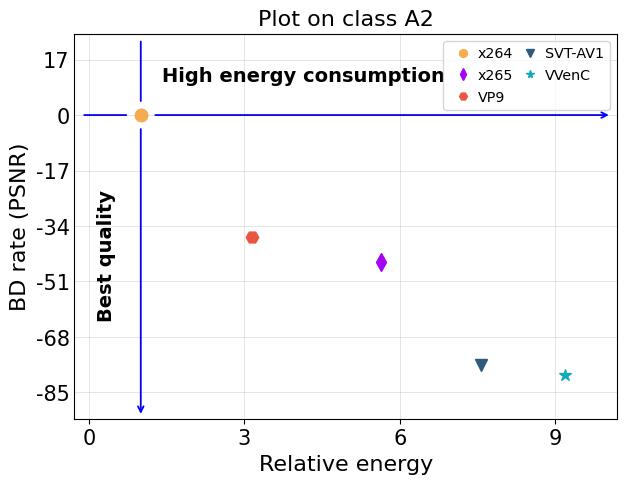 Plot on class A2
x264
x265
VP9
SVT-AV1
VVenC
High energy consumption
Best quality
BD rate (PSNR)
17
0
-17
-34
-51
-68
-85
0
3
6
9
Relative energy